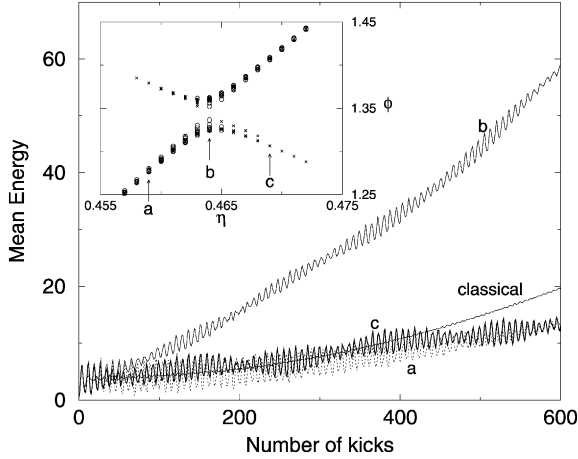 60
40
20
0
Mean Energy
0
200
400
600
Number of kicks
1.45
1.35
1.25
ϕ
0.455
0.465
0.475
η
a
b
c
b
classical
c
a